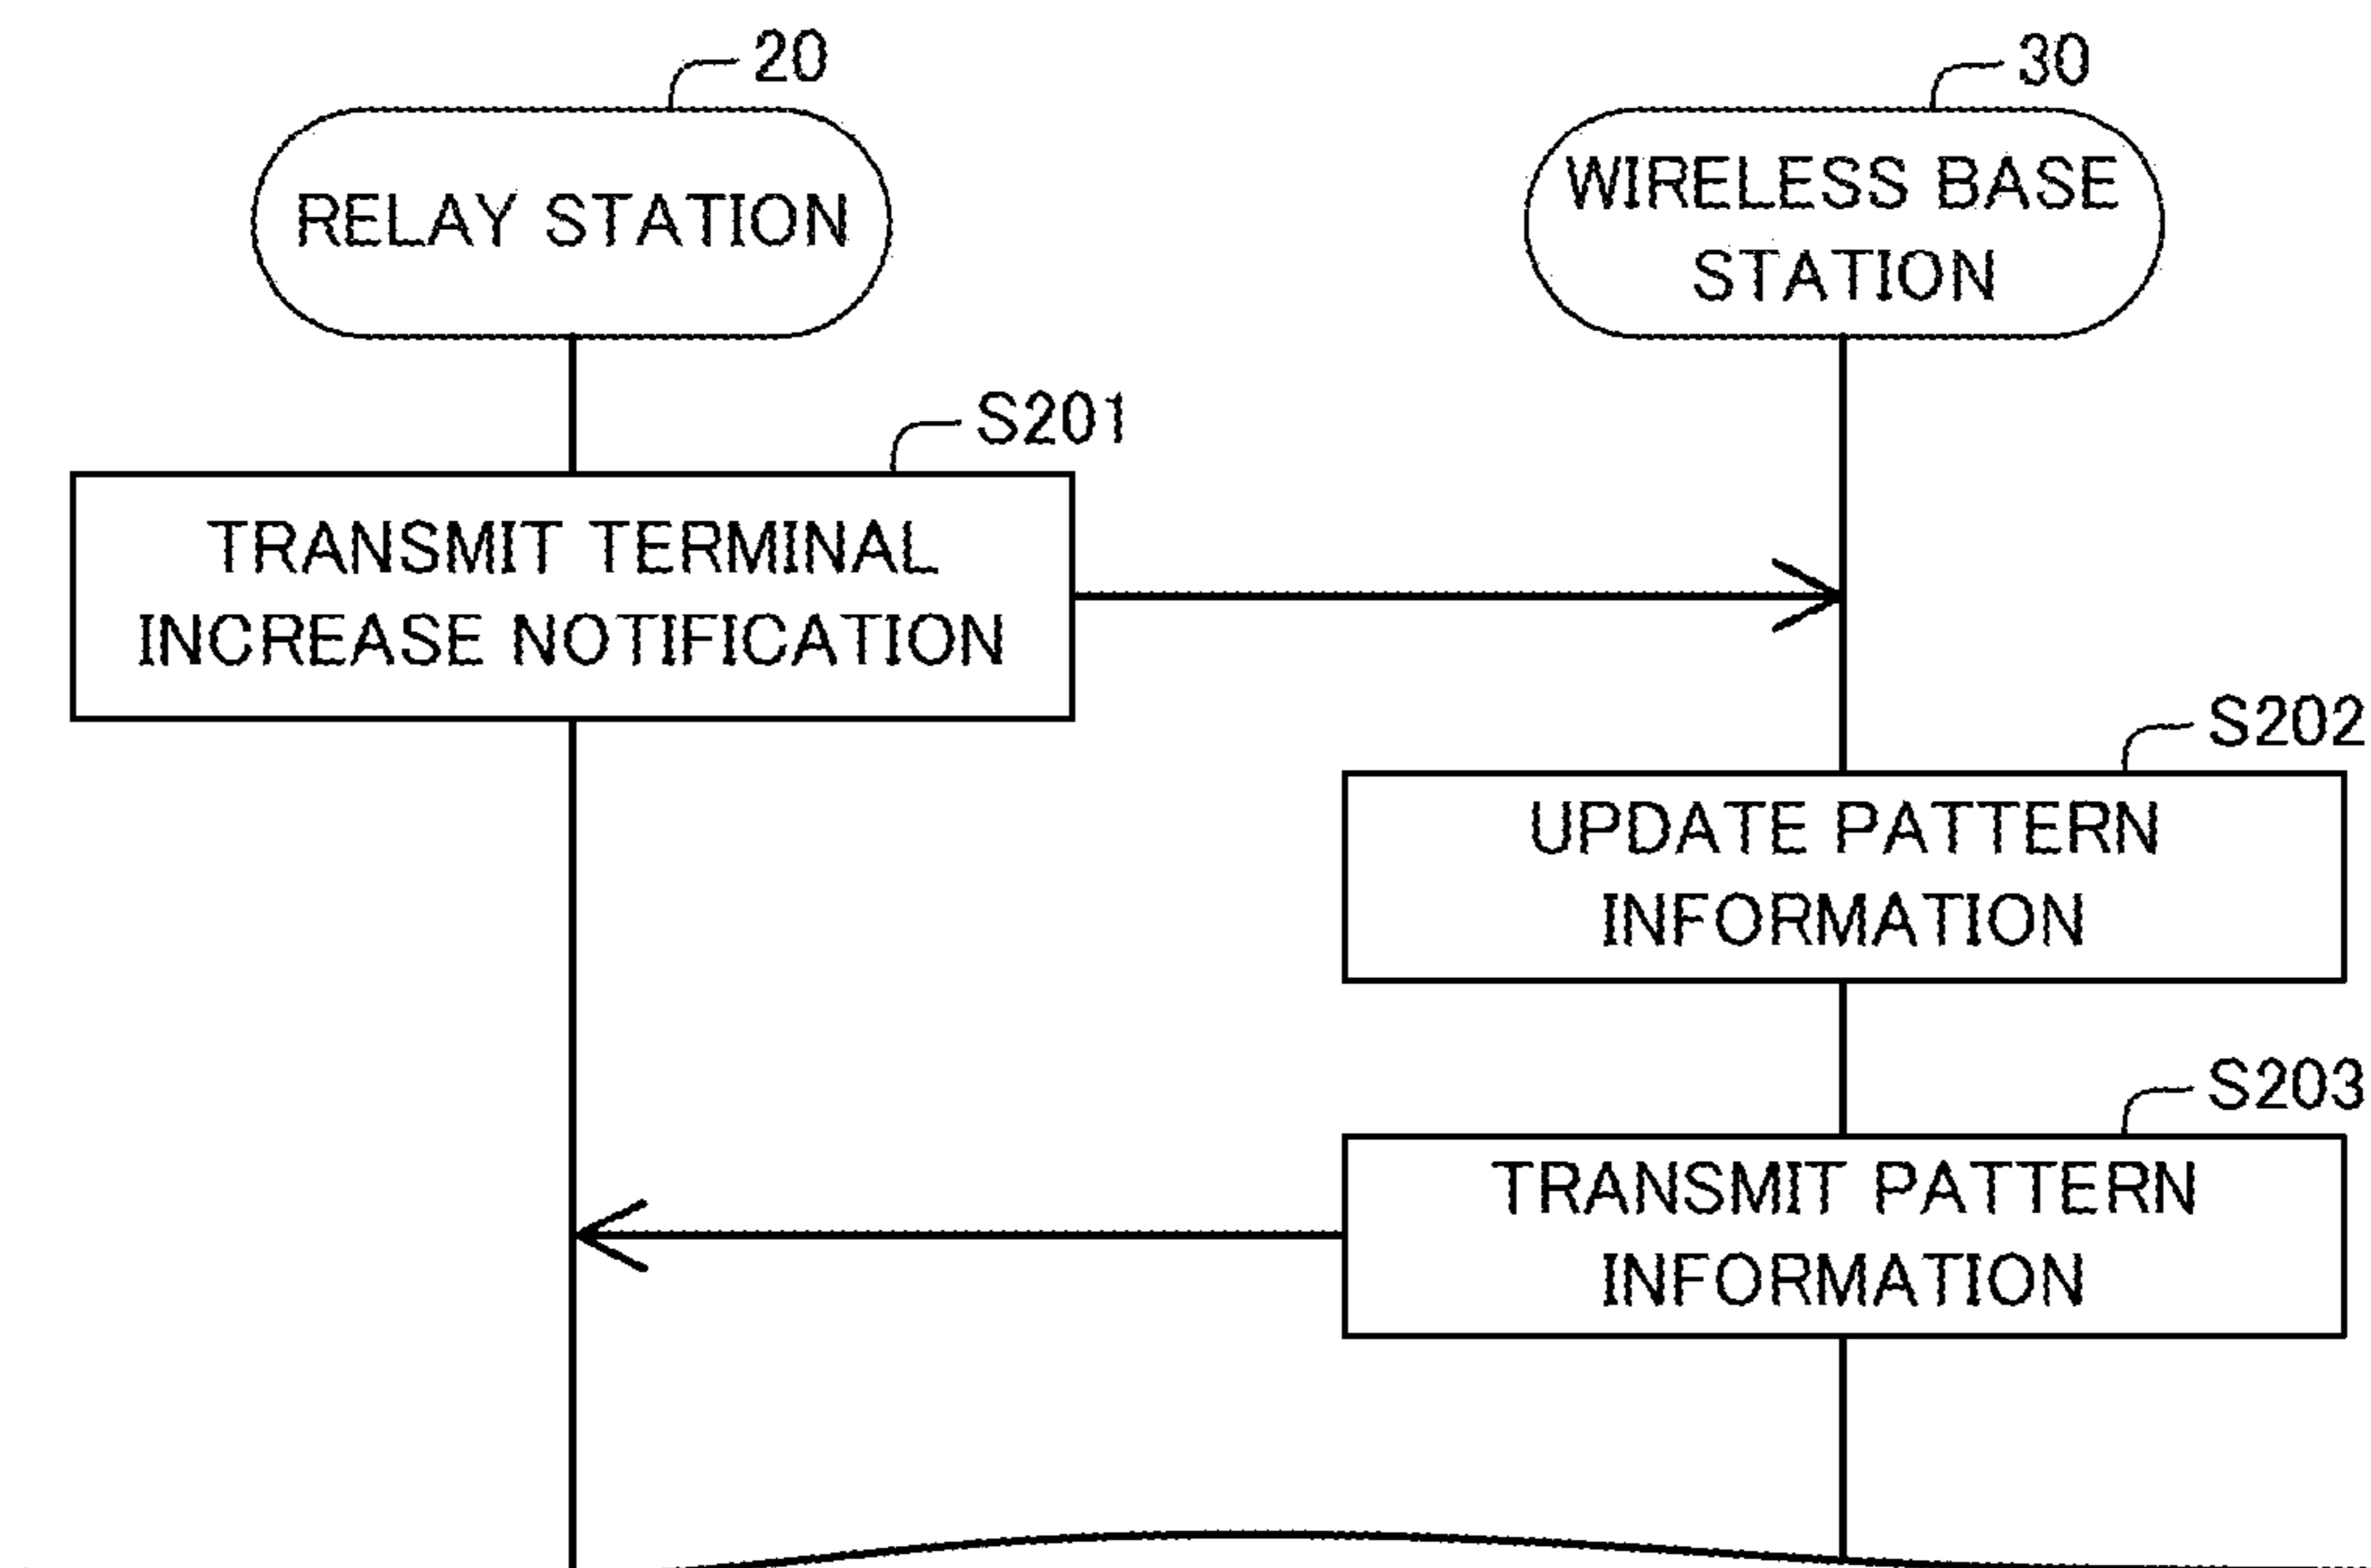 20
30
RELAY STATION
WIRELESS BASE
STATION
S201
TRANSMIT TERMINAL
INCREASE NOTIFICATION
S202
UPDATE PATTERN
INFORMATION
S203
TRANSMIT PATTERN
INFORMATION